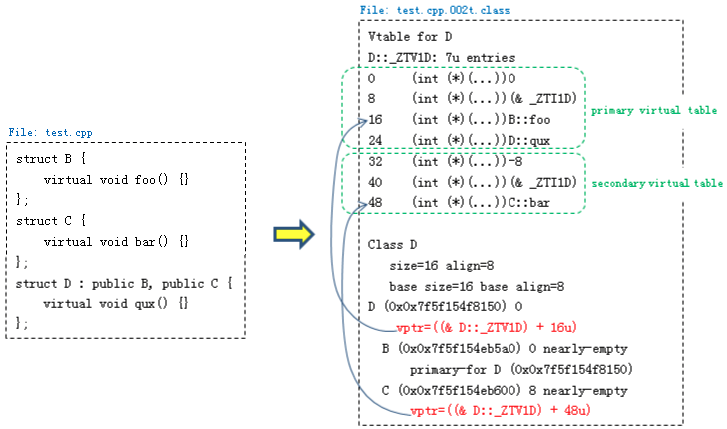 File: test.cpp
struct B {
virtual void foo() {}
};
struct C {
virtual void bar() {}
};
struct D : public B, public C {
virtual void qux() {}
};
File: test.cpp.002t.class
Vtable for D
D::_ZTV1D: 7u entries
0 (int (*)(...))0
8 (int (*)(...))(& _ZTI1D)
16 (int (*)(...))B::foo
24 (int (*)(...))D::qux
primary virtual table
32 (int (*)(...))-8
40 (int (*)(...))(& _ZTI1D)
48 (int (*)(...))C::bar
secondary virtual table
Class D
size=16 align=8
base size=16 base align=8
D (0x0x7f5f154f8150) 0
vptr=((& D::_ZTV1D) + 16u)
B (0x0x7f5f154eb5a0) 0 nearly-empty
primary-for D (0x0x7f5f154f8150)
C (0x0x7f5f154eb600) 8 nearly-empty
vptr=((& D::_ZTV1D) + 48u)